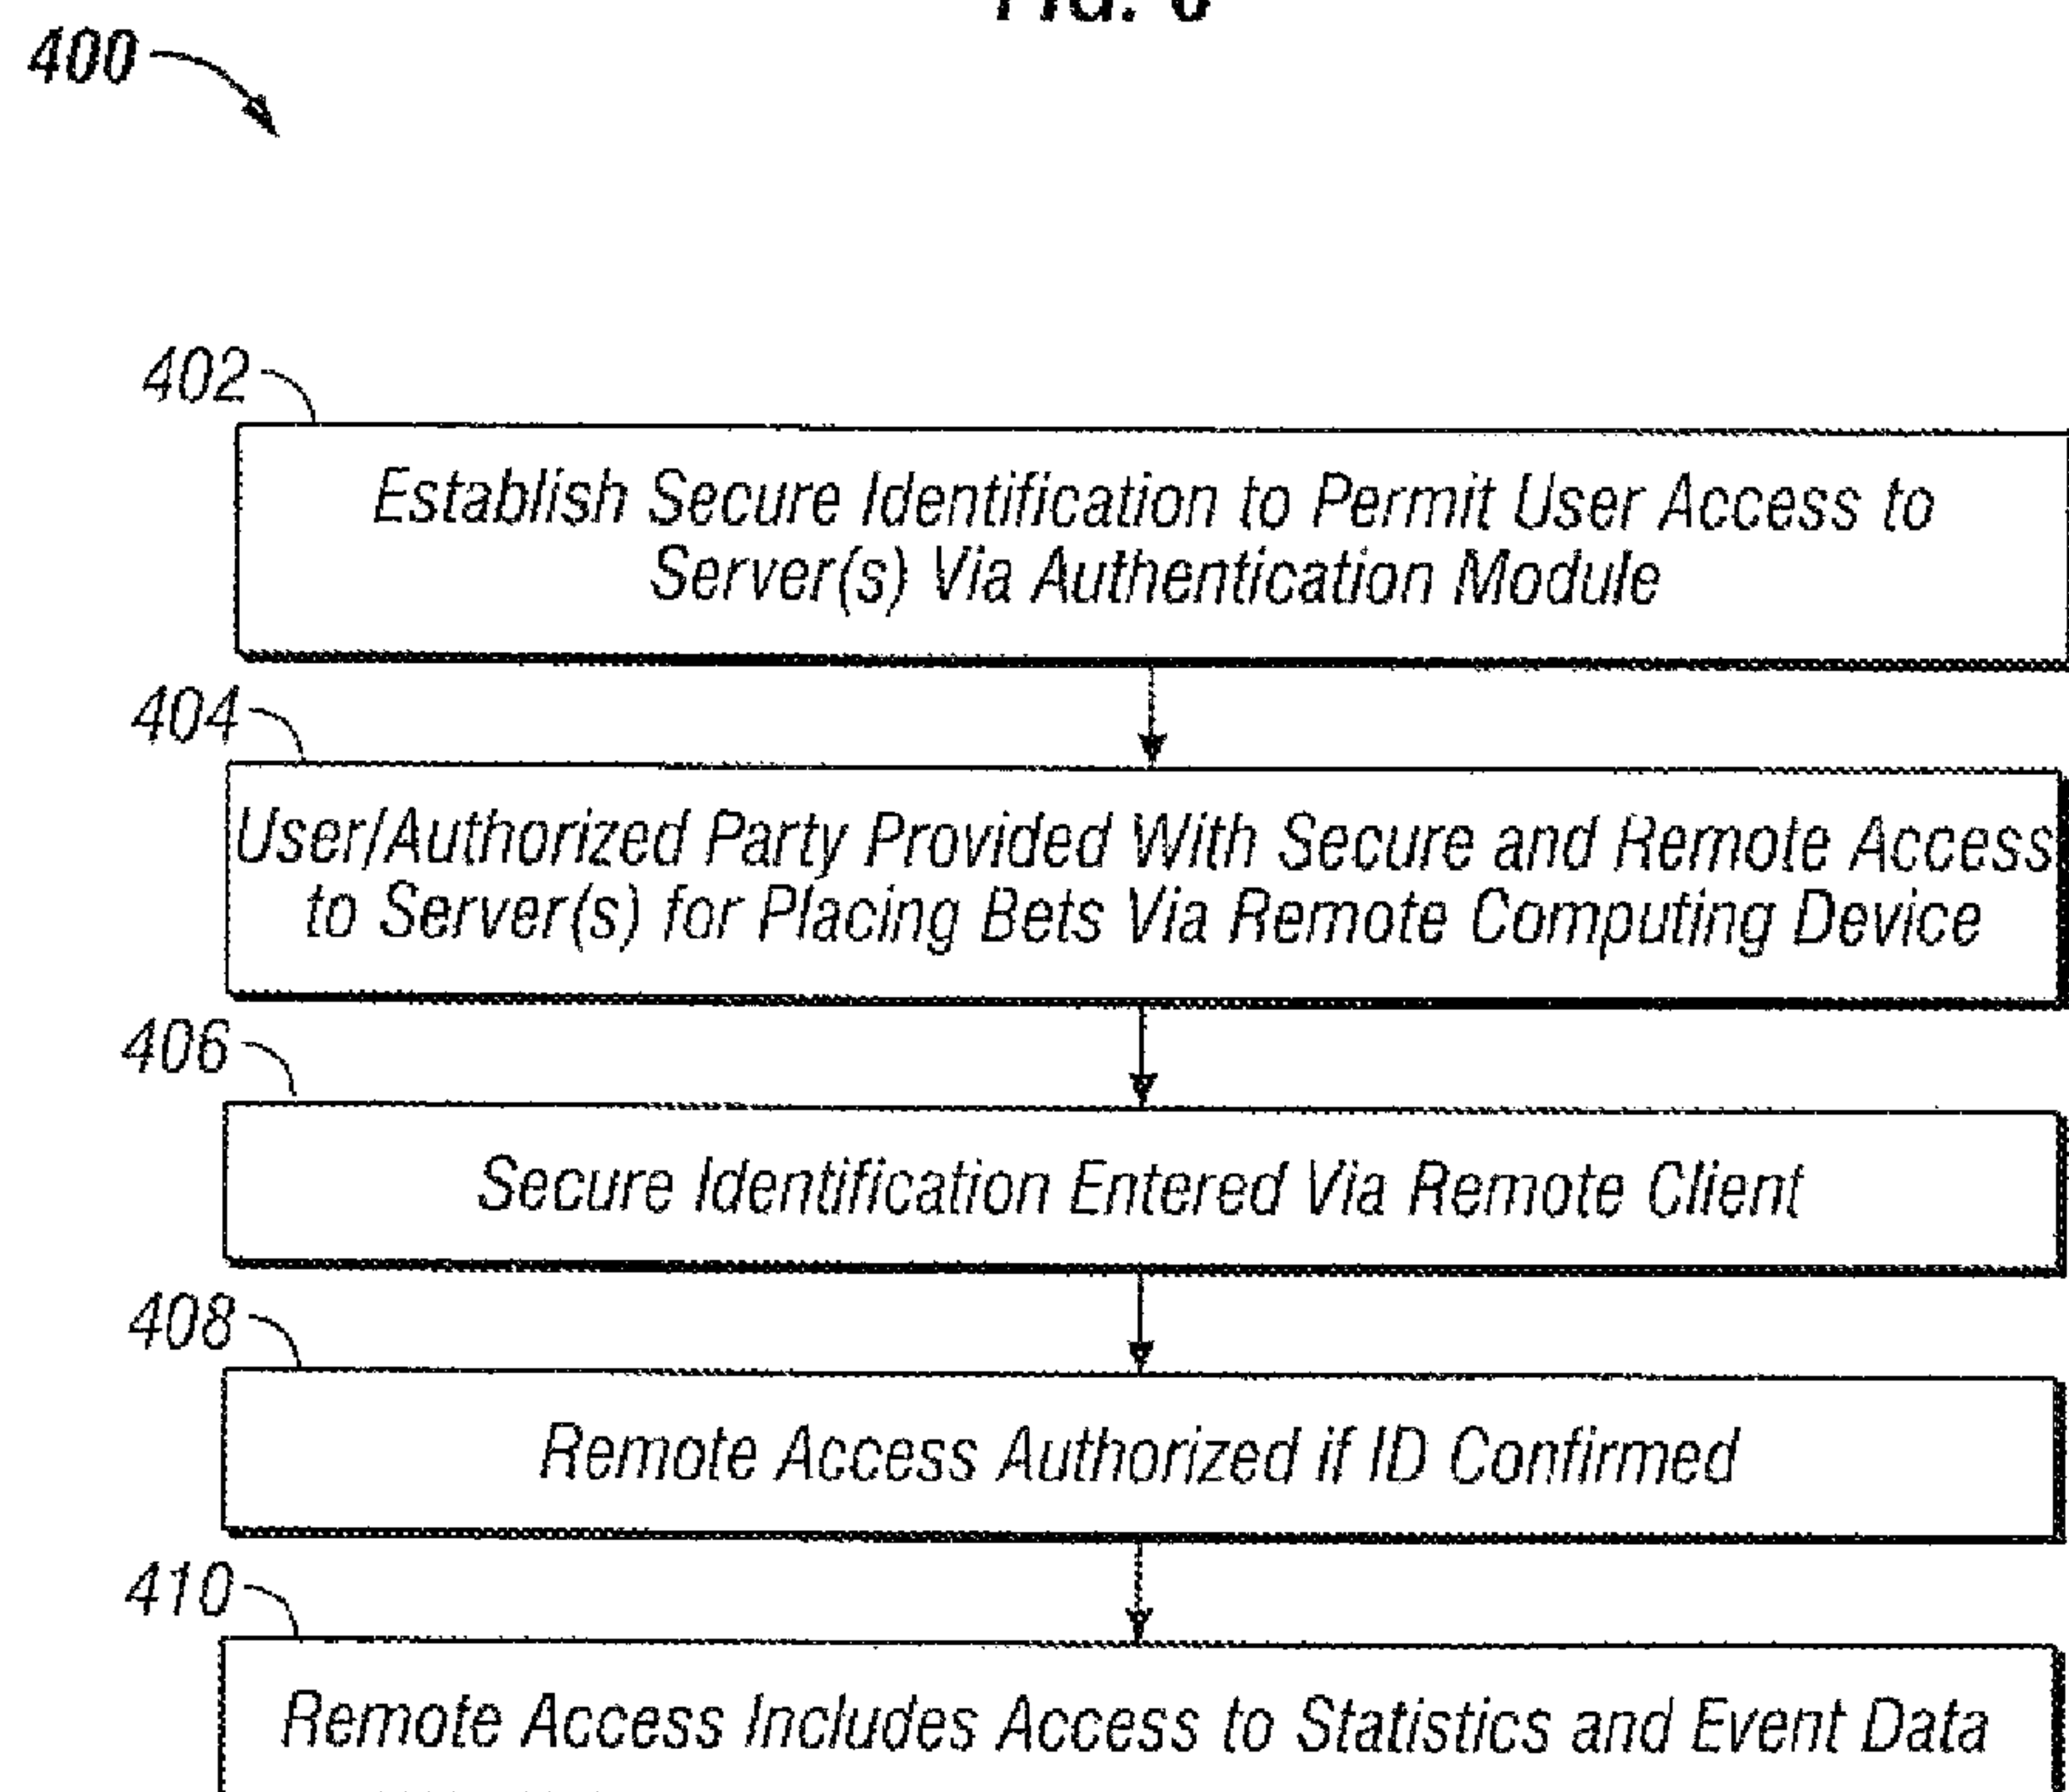 400
402
Establish Secure Identification to Permit User Access to
Server(s) Via Authentication Module
404
User/Authorized Party Provided With Secure and Remote Access
to Server(s) for Placing Bets Via Remote Computing Device
406
Secure Identification Entered Via Remote Client
408
Remote Access Authorized if ID Confirmed
410
Remote Access Includes Access to Statistics and Event Data